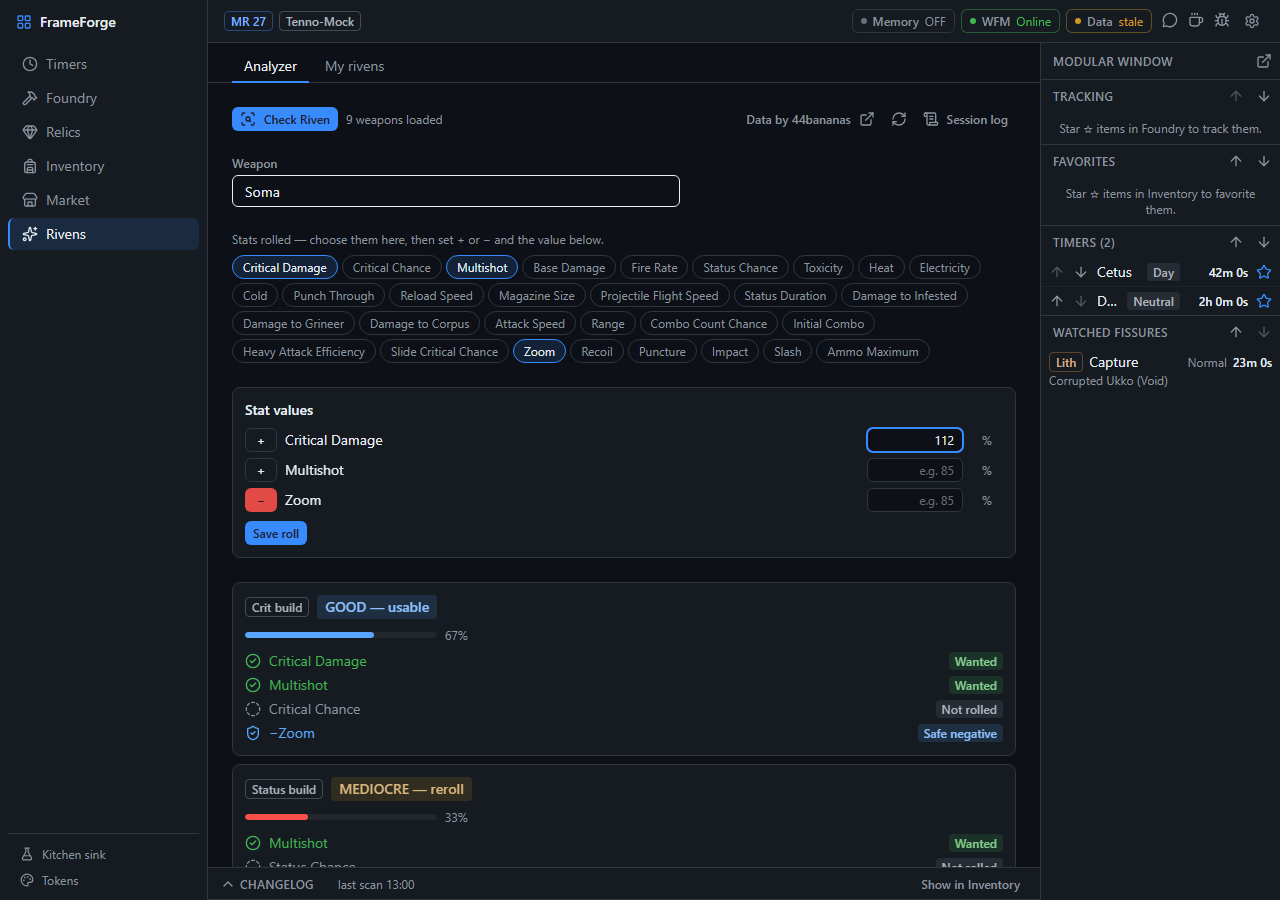 FrameForge
MR 27
Tenno-Mock
Memory OFF
WFM Online
Data stale
Timers
Foundry
Relics
Inventory
Market
Rivens
Kitchen sink
Tokens
Analyzer
My rivens
Check Riven
9 weapons loaded
Data by 44bananas
Session log
Weapon
Soma
Stats rolled — choose them here, then set + or − and the value below.
Critical Damage Critical Chance Multishot Base Damage Fire Rate Status Chance Toxicity Heat Electricity
Cold Punch Through Reload Speed Magazine Size Projectile Flight Speed Status Duration Damage to Infested
Damage to Grineer Damage to Corpus Attack Speed Range Combo Count Chance Initial Combo
Heavy Attack Efficiency Slide Critical Chance Zoom Recoil Puncture Impact Slash Ammo Maximum
Stat values
+ Critical Damage 112 %
+ Multishot e.g. 85 %
− Zoom e.g. 85 %
Save roll
Crit build GOOD — usable
67%
Critical Damage Wanted
Multishot Wanted
Critical Chance Not rolled
−Zoom Safe negative
Status build MEDIOCRE — reroll
33%
Multishot Wanted
Status Chance Not rolled
CHANGELOG last scan 13:00 Show in Inventory
MODULAR WINDOW
TRACKING
Star ☆ items in Foundry to track them.
FAVORITES
Star ☆ items in Inventory to favorite
them.
TIMERS (2)
Cetus Day 42m 0s
D... Neutral 2h 0m 0s
WATCHED FISSURES
Lith Capture Normal 23m 0s
Corrupted Ukko (Void)